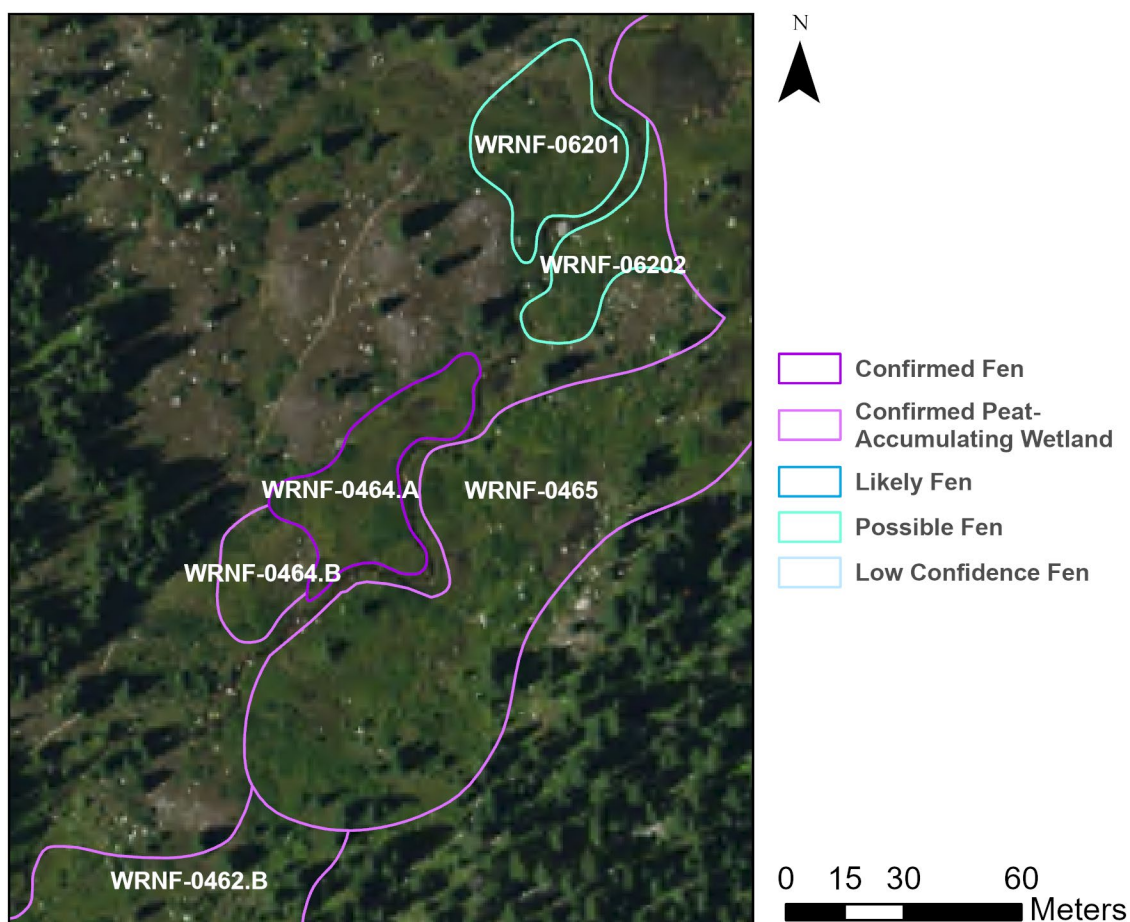 N
WRNF-06201
WRNF-06202
WRNF-0464.A
WRNF-0465
WRNF-0464.B
WRNF-0462.B
Confirmed Fen
Confirmed Peat-
Accumulating Wetland
Likely Fen
Possible Fen
Low Confidence Fen
0 15 30 60
Meters